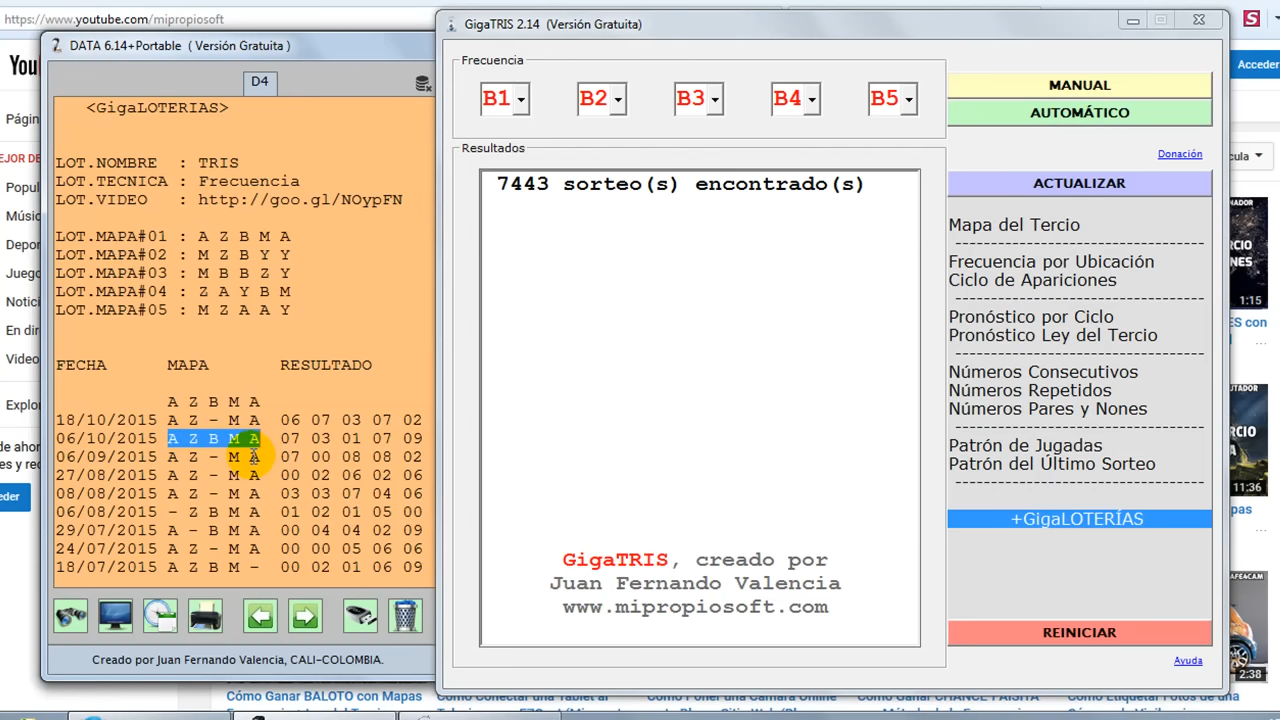 https://www.youtube.com/mipropiosoft
DATA 6.14+Portable ( Versión Gratuita )
D4
<GigaLOTERIAS>
LOT.NOMBRE : TRIS
LOT.TECNICA : Frecuencia
LOT.VIDEO : http://goo.gl/NOypFN
LOT.MAPA#01 : A Z B M A
LOT.MAPA#02 : M Z B Y Y
LOT.MAPA#03 : M B B Z Y
LOT.MAPA#04 : Z A Y B M
LOT.MAPA#05 : M Z A A Y
FECHA MAPA RESULTADO
A Z B M A
18/10/2015 A Z - M A 06 07 03 07 02
06/10/2015 A Z B M A 07 03 01 07 09
06/09/2015 A Z - M A 07 00 08 08 02
27/08/2015 A Z - M A 00 02 06 02 06
08/08/2015 A Z - M A 03 03 07 04 06
06/08/2015 - Z B M A 01 02 01 05 00
29/07/2015 A - B M A 00 04 04 02 09
24/07/2015 A Z - M A 00 00 05 06 06
18/07/2015 A Z B M - 00 02 01 06 09
Creado por Juan Fernando Valencia, CALI-COLOMBIA.
GigaTRIS 2.14 (Versión Gratuita)
Frecuencia
B1 B2 B3 B4 B5
Resultados
7443 sorteo(s) encontrado(s)
GigaTRIS, creado por
Juan Fernando Valencia
www.mipropiosoft.com
MANUAL
AUTOMÁTICO
Donación
ACTUALIZAR
Mapa del Tercio
--------------------------------------------
Frecuencia por Ubicación
Ciclo de Apariciones
--------------------------------------------
Pronóstico por Ciclo
Pronóstico Ley del Tercio
--------------------------------------------
Números Consecutivos
Números Repetidos
Números Pares y Nones
--------------------------------------------
Patrón de Jugadas
Patrón del Último Sorteo
--------------------------------------------
+GigaLOTERÍAS
REINICIAR
Ayuda
S
Acceder
1:15
11:36
2:38
Cómo Ganar BALOTO con Mapas